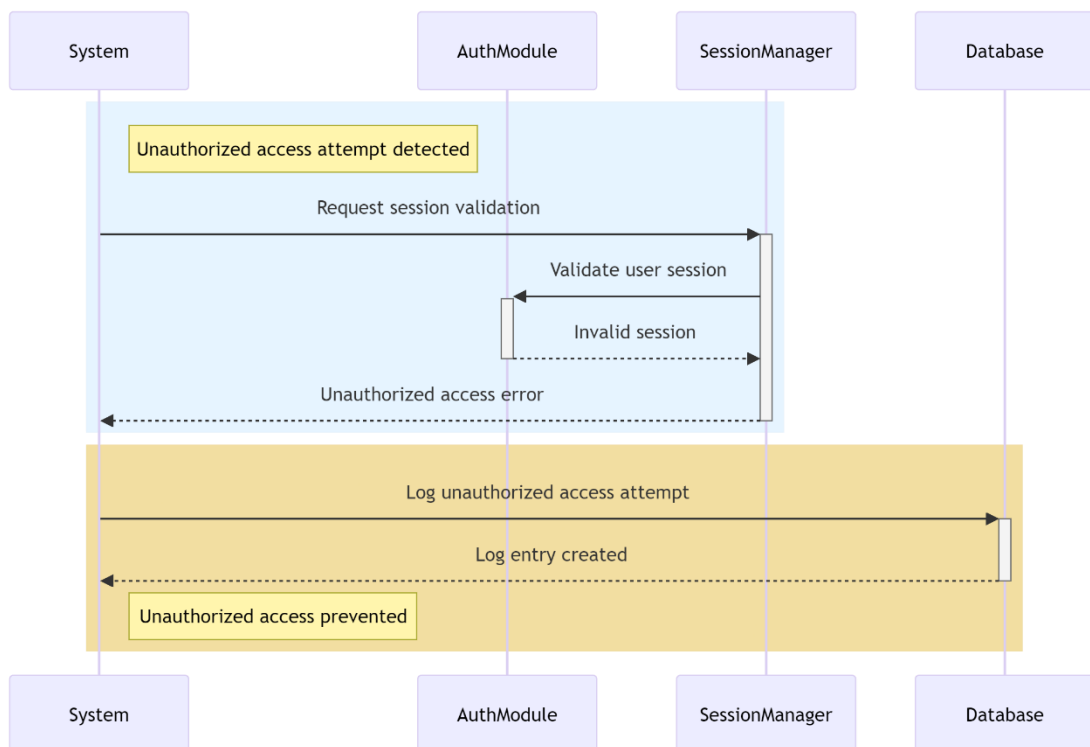 System
AuthModule
SessionManager
Database
Unauthorized access attempt detected
Request session validation
Validate user session
Invalid session
Unauthorized access error
Log unauthorized access attempt
Log entry created
Unauthorized access prevented
System
AuthModule
SessionManager
Database